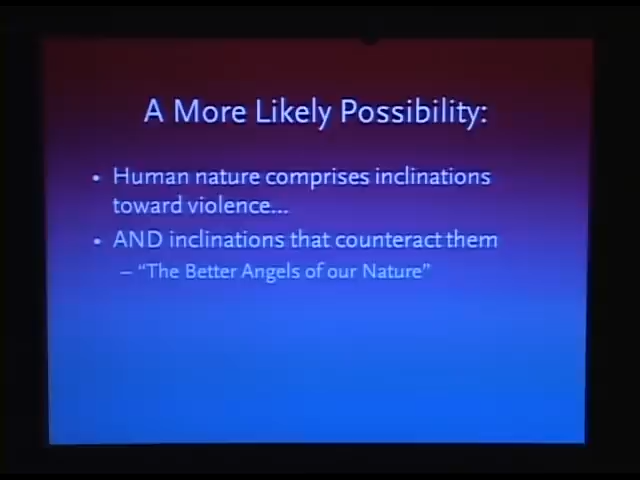 A More Likely Possibility:
• Human nature comprises inclinations
toward violence...
• AND inclinations that counteract them
– “The Better Angels of our Nature”